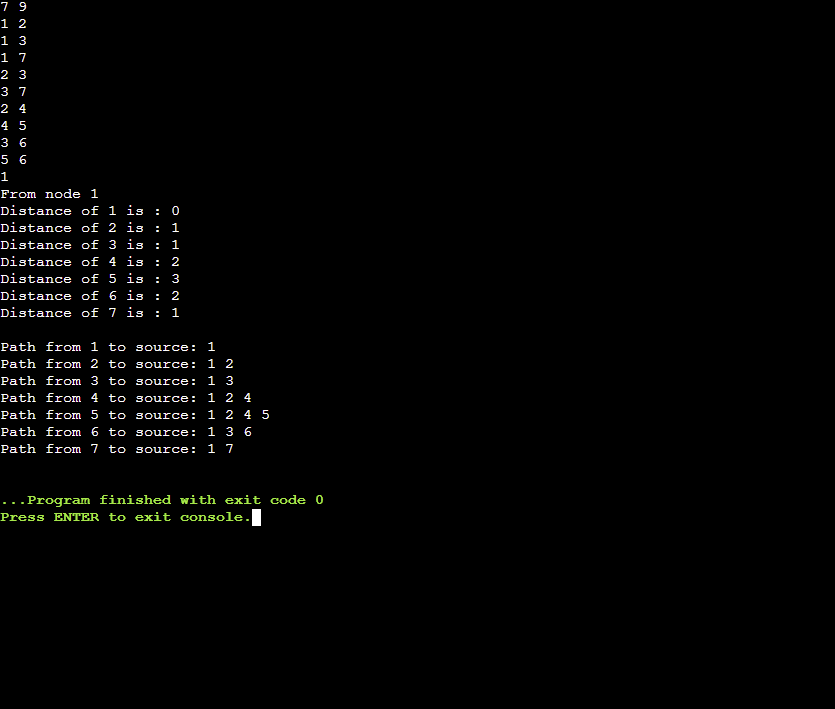 7 9
1 2
1 3
1 7
2 3
3 7
2 4
4 5
3 6
5 6
1
From node 1
Distance of 1 is : 0
Distance of 2 is : 1
Distance of 3 is : 1
Distance of 4 is : 2
Distance of 5 is : 3
Distance of 6 is : 2
Distance of 7 is : 1
Path from 1 to source: 1
Path from 2 to source: 1 2
Path from 3 to source: 1 3
Path from 4 to source: 1 2 4
Path from 5 to source: 1 2 4 5
Path from 6 to source: 1 3 6
Path from 7 to source: 1 7
...Program finished with exit code 0
Press ENTER to exit console.